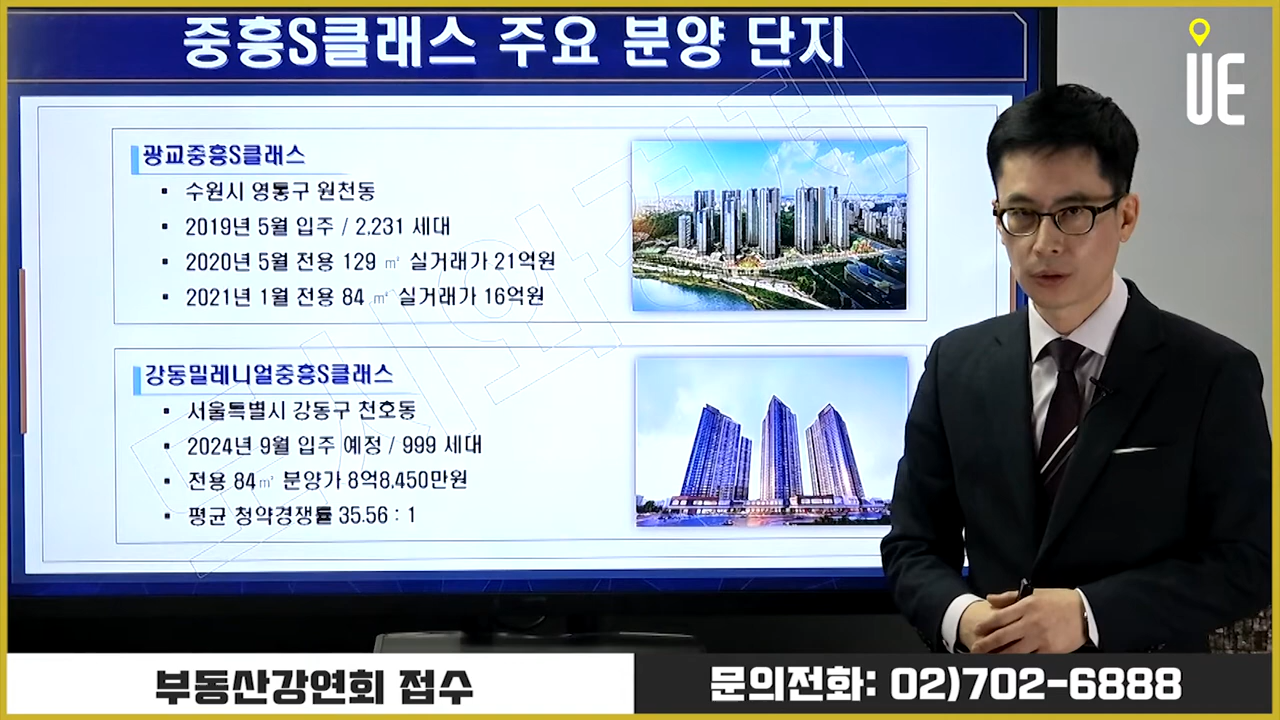 중흥S클래스 주요 분양 단지
UE
광교중흥S클래스
▪ 수원시 영통구 원천동
▪ 2019년 5월 입주 / 2,231 세대
▪ 2020년 5월 전용 129 ㎡ 실거래가 21억원
▪ 2021년 1월 전용 84 ㎡ 실거래가 16억원
강동밀레니얼중흥S클래스
▪ 서울특별시 강동구 천호동
▪ 2024년 9월 입주 예정 / 999 세대
▪ 전용 84㎡ 분양가 8억8,450만원
▪ 평균 청약경쟁률 35.56 : 1
도시와경제
부동산강연회 접수
문의전화: 02)702-6888